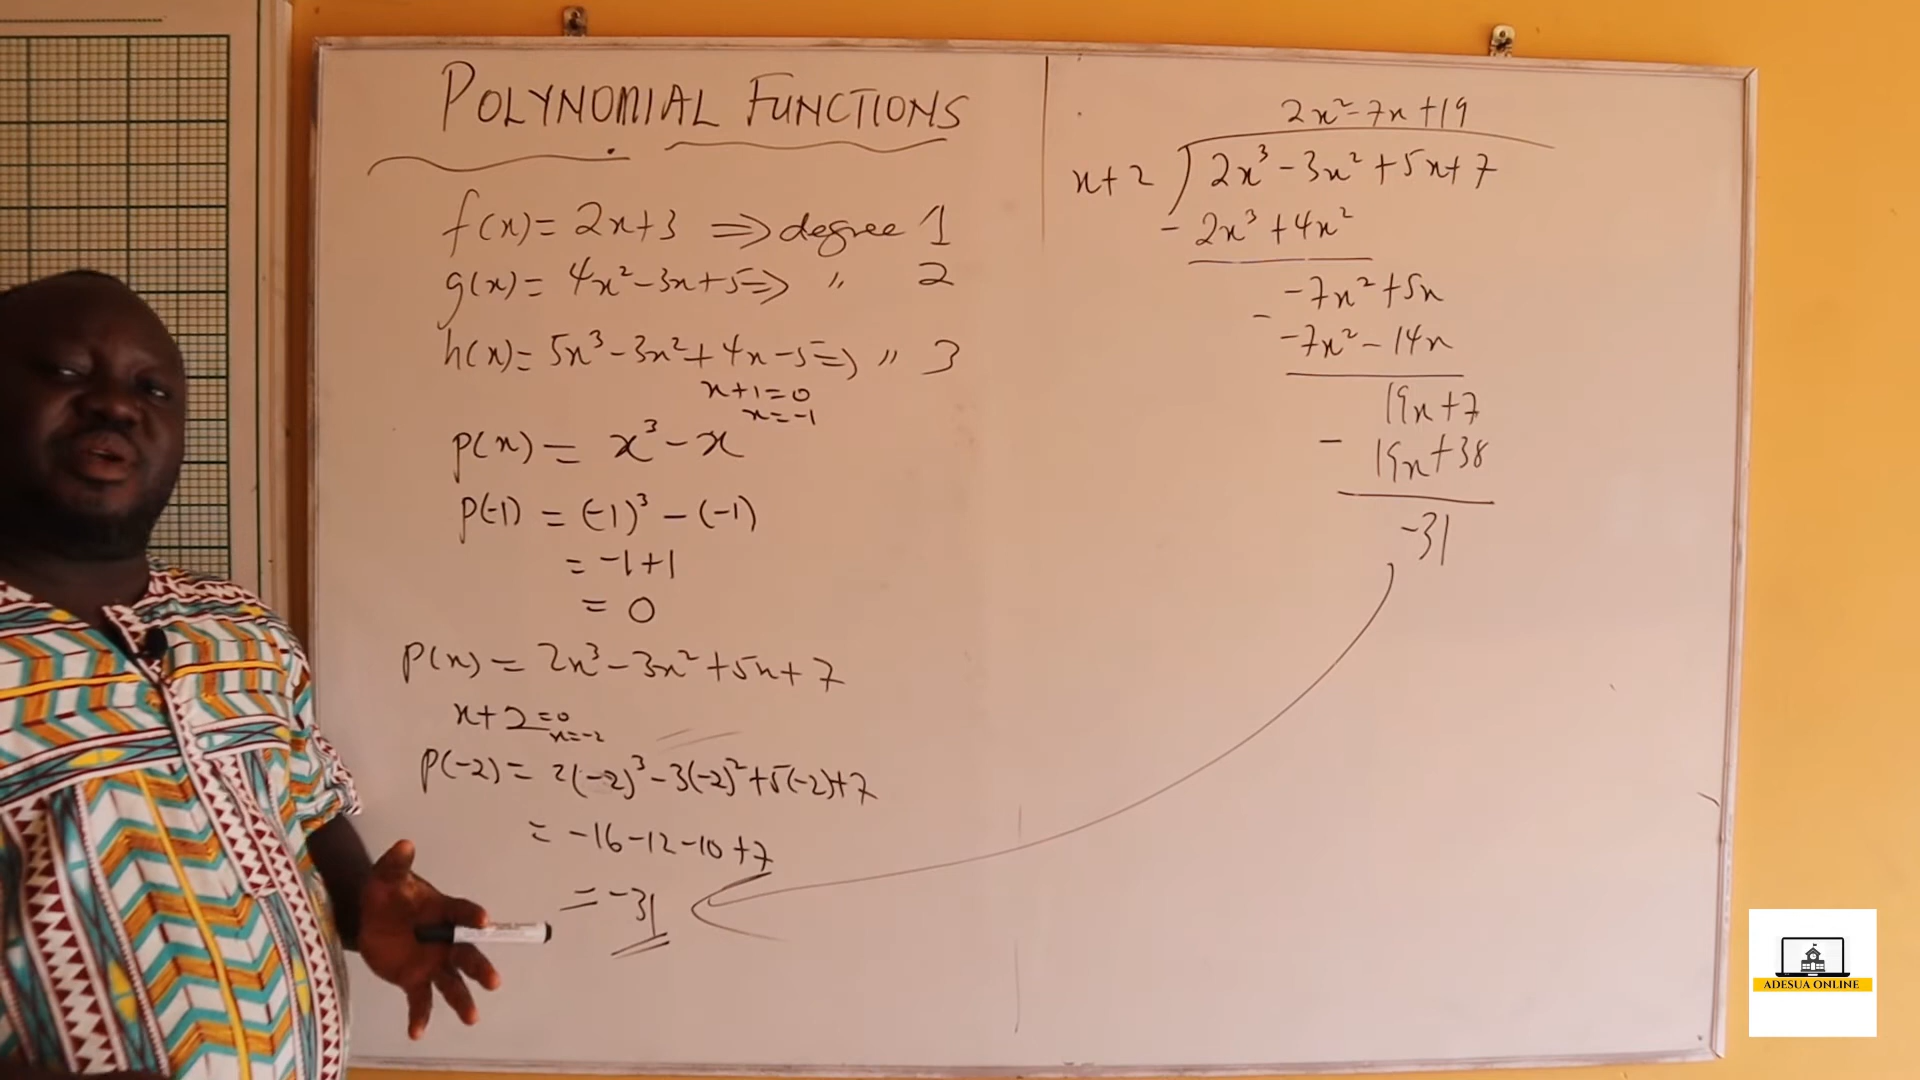 POLYNOMIAL FUNCTIONS
f(x) = 2x+3 ⇒ degree 1
g(x) = 4x² -3x+5 ⇒ " 2
h(x) = 5x³ -3x² + 4x -5 ⇒ " 3
x+1=0
x=-1
p(x) = x³ - x
p(-1) = (-1)³ - (-1)
= -1+1
= 0
p(x) = 2x³ -3x² +5x+7
x+2=0
x=-2
p(-2) = 2(-2)³ -3(-2)² +5(-2)+7
= -16-12-10+7
= -31
2x² -7x +19
x+2 ) 2x³ -3x² +5x+7
- 2x³ +4x²
-7x² +5x
- -7x² -14x
19x+7
- 19x+38
-31
ADESUA ONLINE